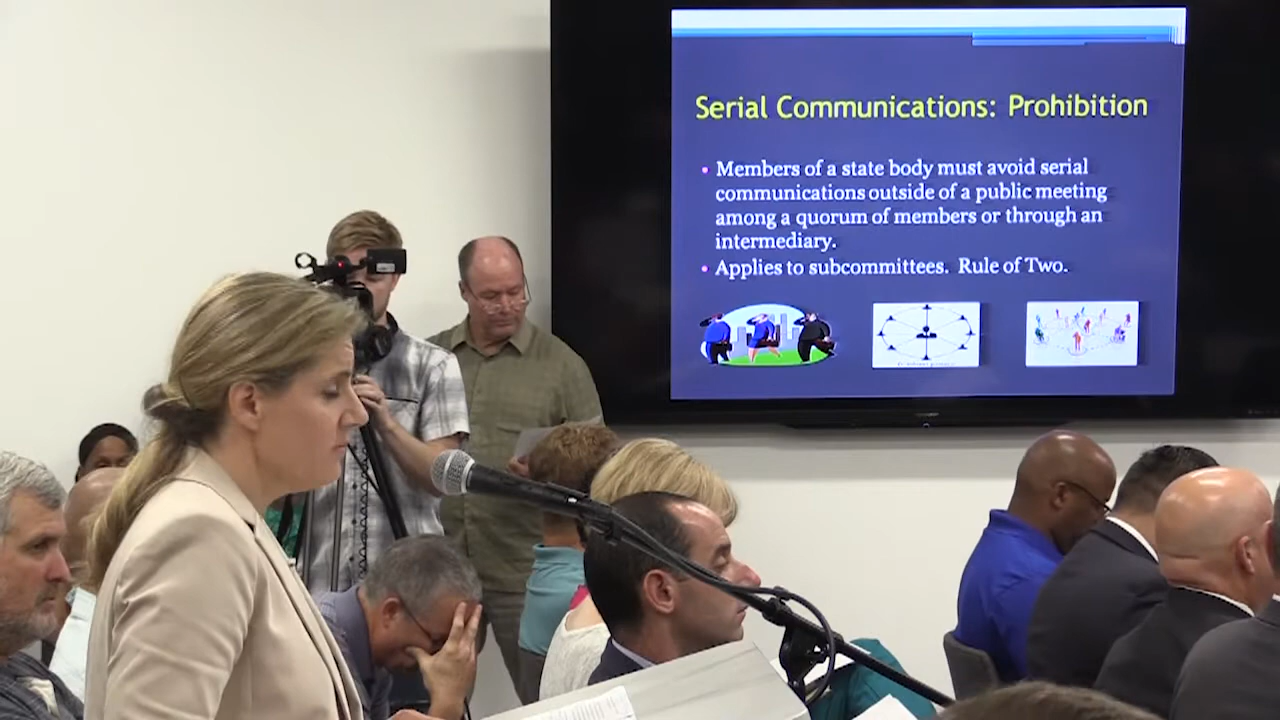 Serial Communications: Prohibition
• Members of a state body must avoid serial
communications outside of a public meeting
among a quorum of members or through an
intermediary.
• Applies to subcommittees. Rule of Two.